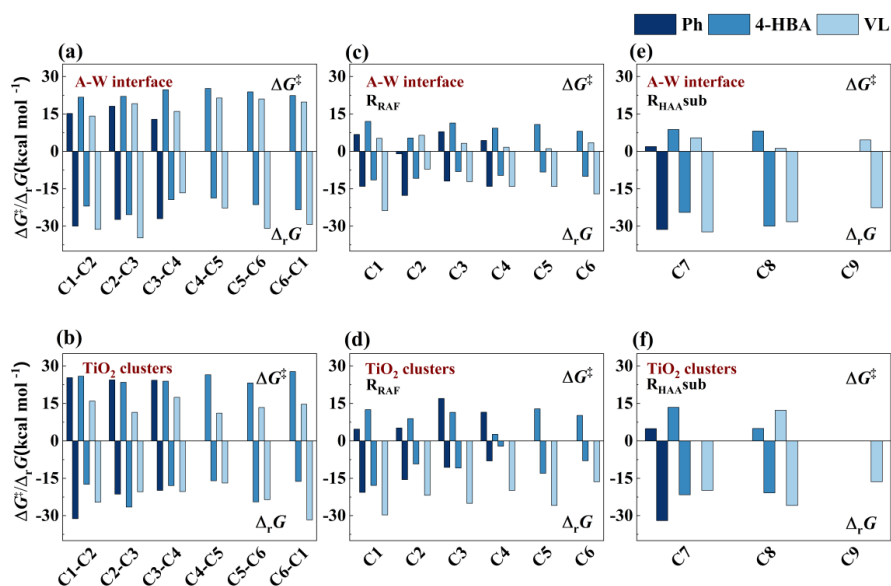 Ph 4-HBA VL
(a)
A-W interface
ΔG‡
30
15
0
-15
-30
ΔG‡/ΔrG(kcal mol -1)
ΔrG
C1-C2 C2-C3 C3-C4 C4-C5 C5-C6 C6-C1
(c)
A-W interface
RRAF
ΔG‡
30
15
0
-15
-30
ΔrG
C1 C2 C3 C4 C5 C6
(e)
A-W interface
RHAAsub
ΔG‡
30
15
0
-15
-30
ΔrG
C7 C8 C9
(b)
TiO2 clusters
ΔG‡
30
15
0
-15
-30
ΔG‡/ΔrG(kcal mol -1)
ΔrG
C1-C2 C2-C3 C3-C4 C4-C5 C5-C6 C6-C1
(d)
TiO2 clusters
RRAF
ΔG‡
30
15
0
-15
-30
ΔrG
C1 C2 C3 C4 C5 C6
(f)
TiO2 clusters
RHAAsub
ΔG‡
30
15
0
-15
-30
ΔrG
C7 C8 C9